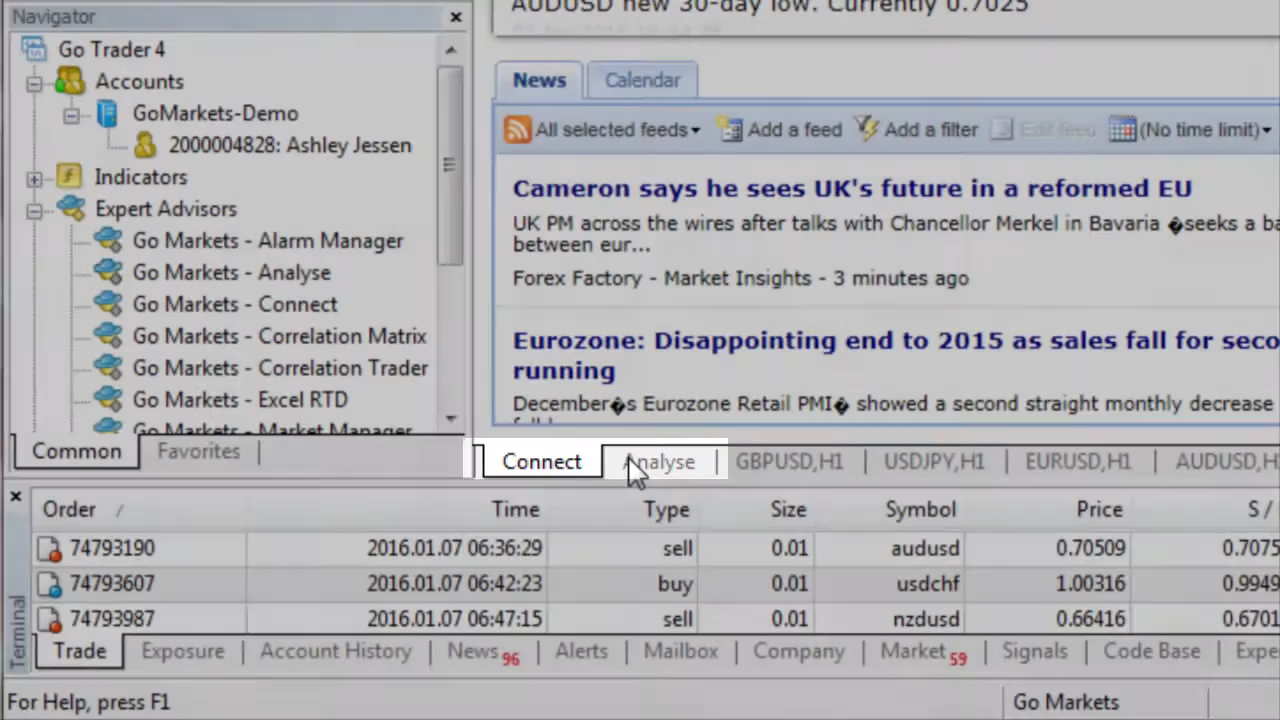 Navigator
Go Trader 4
Accounts
GoMarkets-Demo
2000004828: Ashley Jessen
Indicators
Expert Advisors
Go Markets - Alarm Manager
Go Markets - Analyse
Go Markets - Connect
Go Markets - Correlation Matrix
Go Markets - Correlation Trader
Go Markets - Excel RTD
Go Markets - Market Manager
Common
Favorites
AUDUSD new 30-day low. Currently 0.7025
News
Calendar
All selected feeds
Add a feed
Add a filter
Edit feed
(No time limit)
Cameron says he sees UK's future in a reformed EU
UK PM across the wires after talks with Chancellor Merkel in Bavaria �seeks a
between eur...
Forex Factory - Market Insights - 3 minutes ago
Eurozone: Disappointing end to 2015 as sales fall for
running
December�s Eurozone Retail PMI� showed a second straight monthly decrease
Connect
Analyse
GBPUSD,H1
USDJPY,H1
EURUSD,H1
AUDUSD,H
Order / Time Type Size Symbol Price S /
74793190 2016.01.07 06:36:29 sell 0.01 audusd 0.70509 0.7075
74793607 2016.01.07 06:42:23 buy 0.01 usdchf 1.00316 0.9949
74793987 2016.01.07 06:47:15 sell 0.01 nzdusd 0.66416 0.6701
Terminal
Trade
Exposure
Account History
News 96
Alerts
Mailbox
Company
Market 59
Signals
Code Base
Expe
For Help, press F1
Go Markets